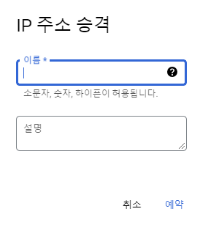 IP 주소 승격
이름 *
소문자, 숫자, 하이픈이 허용됩니다.
설명
취소 예약